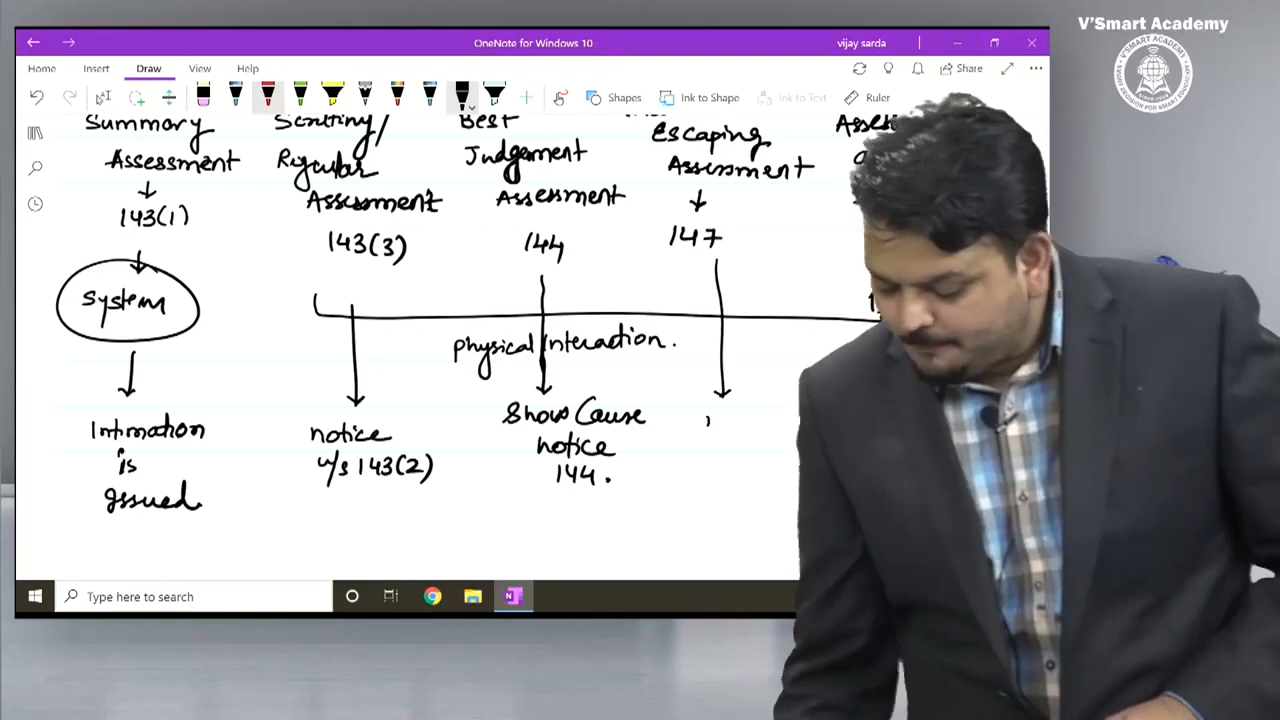 V'Smart Academy
OneNote for Windows 10
vijay sarda
Home Insert Draw View Help
Share
Shapes
Ink to Shape
Ink to Text
Ruler
Summary
Assessment
143(1)
System
Intimation
is
issued
Scrutiny/
Regular
Assessment
143(3)
notice
u/s 143(2)
Best
Judgement
Assessment
144
Physical Interaction.
Show Cause
notice
144.
Escaping
Assessment
147
Type here to search